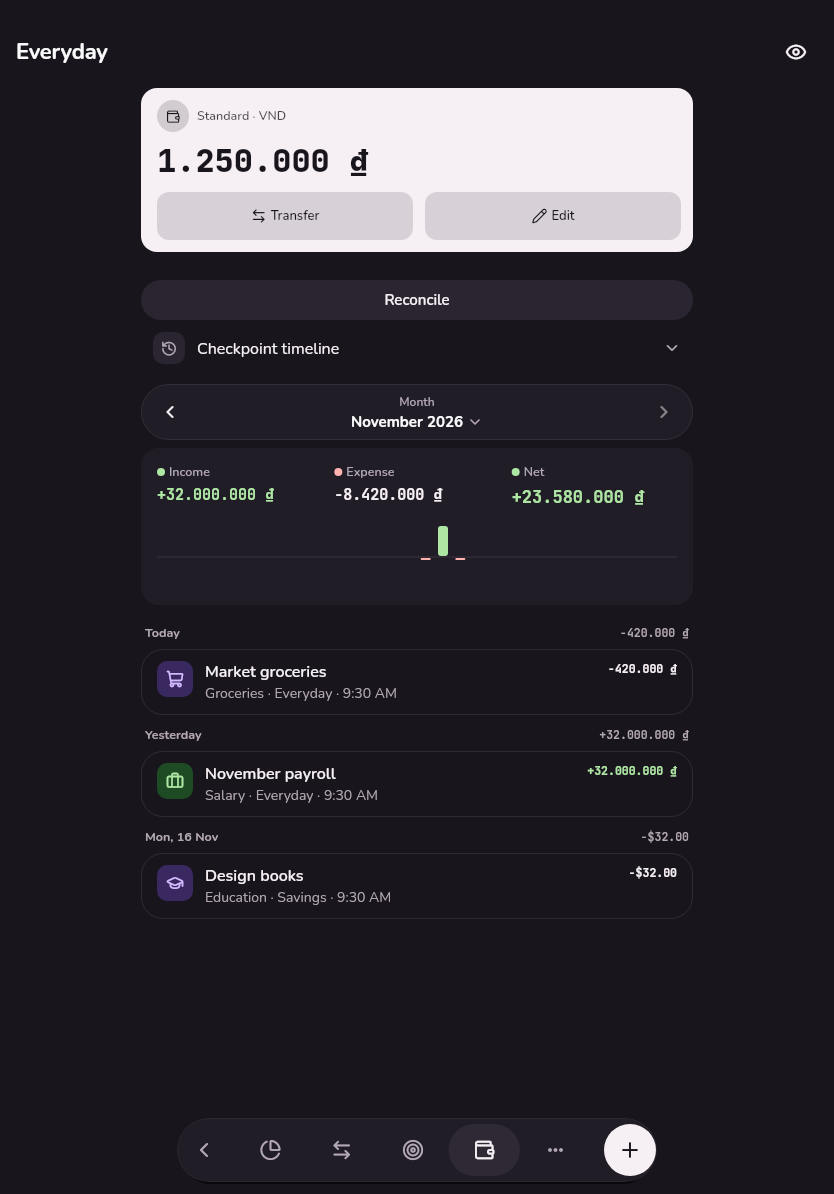 Everyday
Standard · VND
1.250.000 ₫
Transfer
Edit
Reconcile
Checkpoint timeline
Month
November 2026
Income
Expense
Net
+32.000.000 ₫
-8.420.000 ₫
+23.580.000 ₫
Today
-420.000 ₫
Market groceries
-420.000 ₫
Groceries · Everyday · 9:30 AM
Yesterday
+32.000.000 ₫
November payroll
+32.000.000 ₫
Salary · Everyday · 9:30 AM
Mon, 16 Nov
-$32.00
Design books
-$32.00
Education · Savings · 9:30 AM